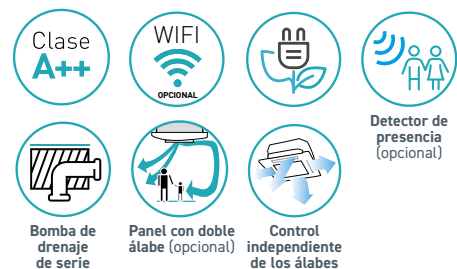 Clase
A++
WIFI
OPCIONAL
Detector de
presencia
(opcional)
Bomba de
drenaje
de serie
Panel con doble
álabe (opcional)
Control
independiente
de los álabes